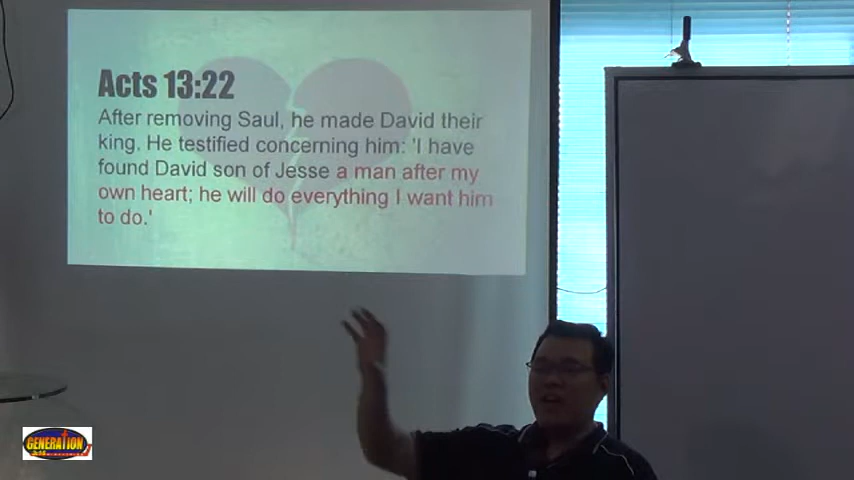 Acts 13:22
After removing Saul, he made David their
king. He testified concerning him: 'I have
found David son of Jesse a man after my
own heart; he will do everything I want him
to do.'
GENERATION